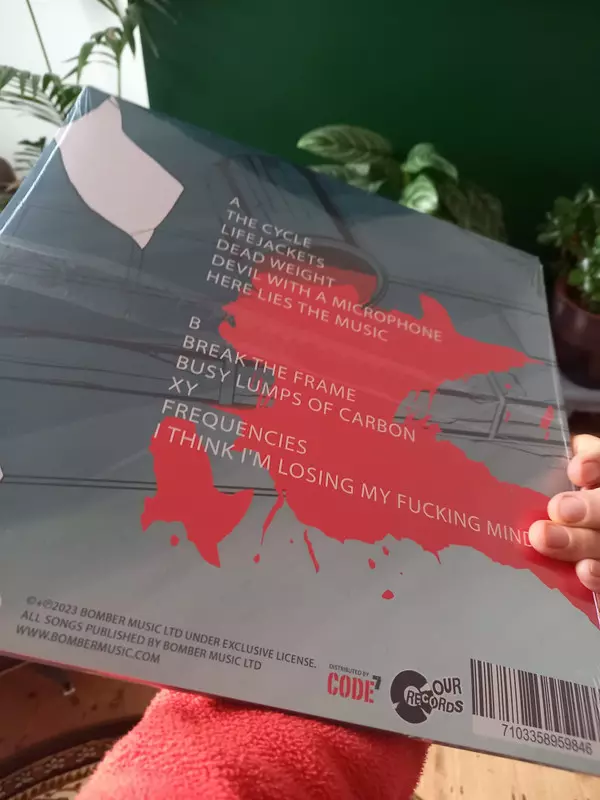 A
THE CYCLE
LIFEJACKETS
DEAD WEIGHT
DEVIL WITH A MICROPHONE
HERE LIES THE MUSIC
B
BREAK THE FRAME
BUSY LUMPS OF CARBON
XY
FREQUENCIES
I THINK I'M LOSING MY FUCKING MIND
©+℗2023 BOMBER MUSIC LTD UNDER EXCLUSIVE LICENSE.
ALL SONGS PUBLISHED BY BOMBER MUSIC LTD
WWW.BOMBERMUSIC.COM
DISTRIBUTED BY
CODE 7
OUR
RECORDS
7103358959846